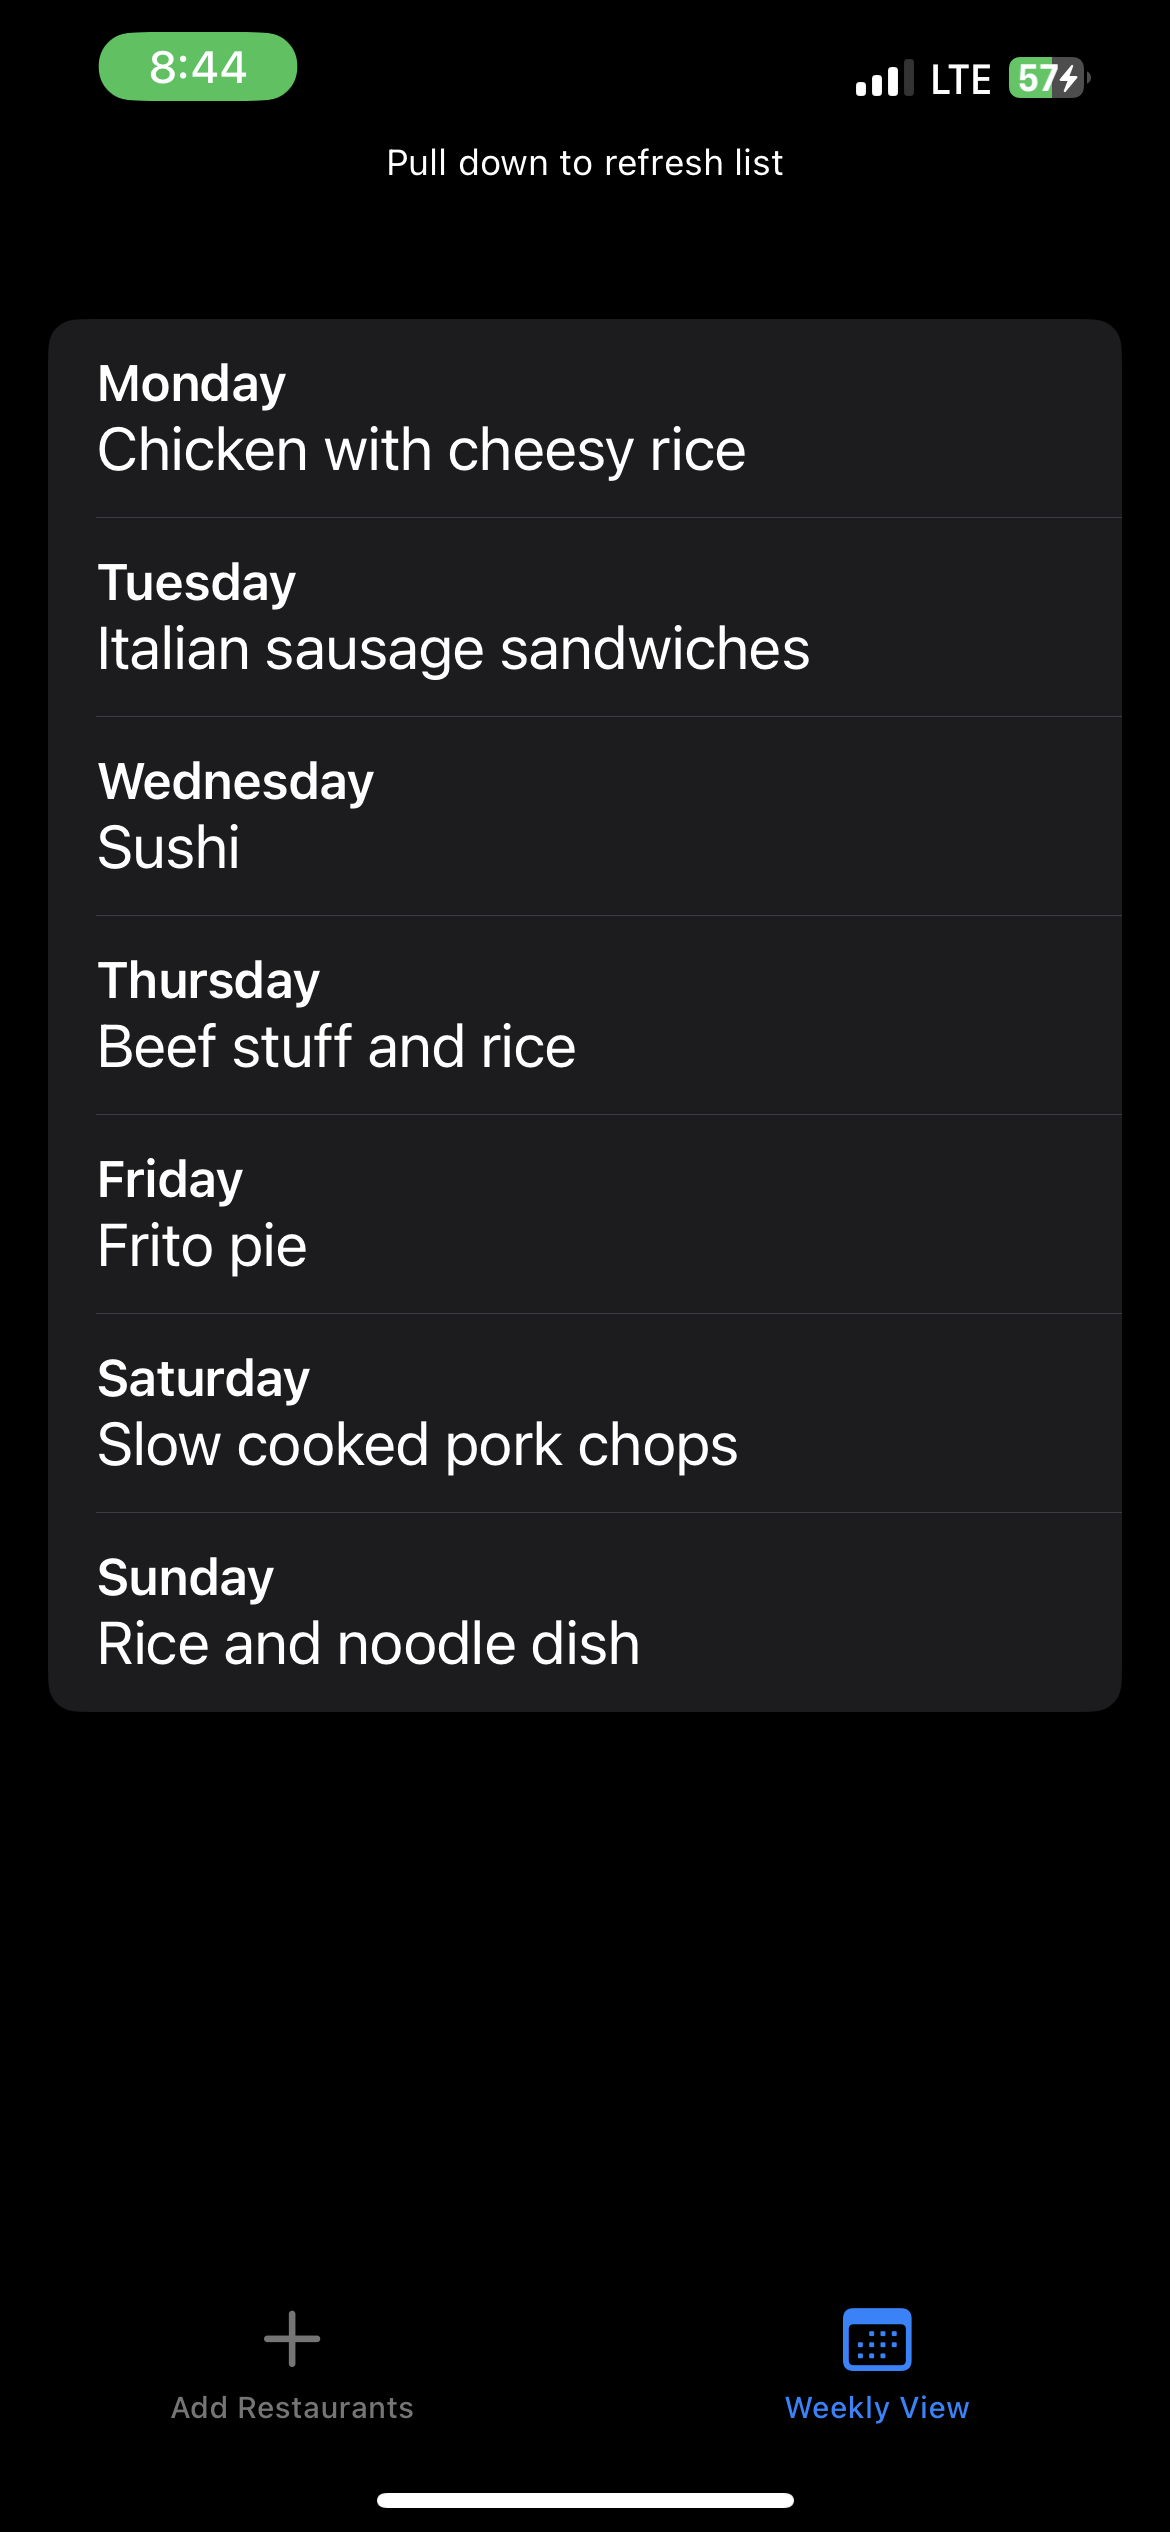 8:44
LTE 57
Pull down to refresh list
Monday
Chicken with cheesy rice
Tuesday
Italian sausage sandwiches
Wednesday
Sushi
Thursday
Beef stuff and rice
Friday
Frito pie
Saturday
Slow cooked pork chops
Sunday
Rice and noodle dish
Add Restaurants
Weekly View